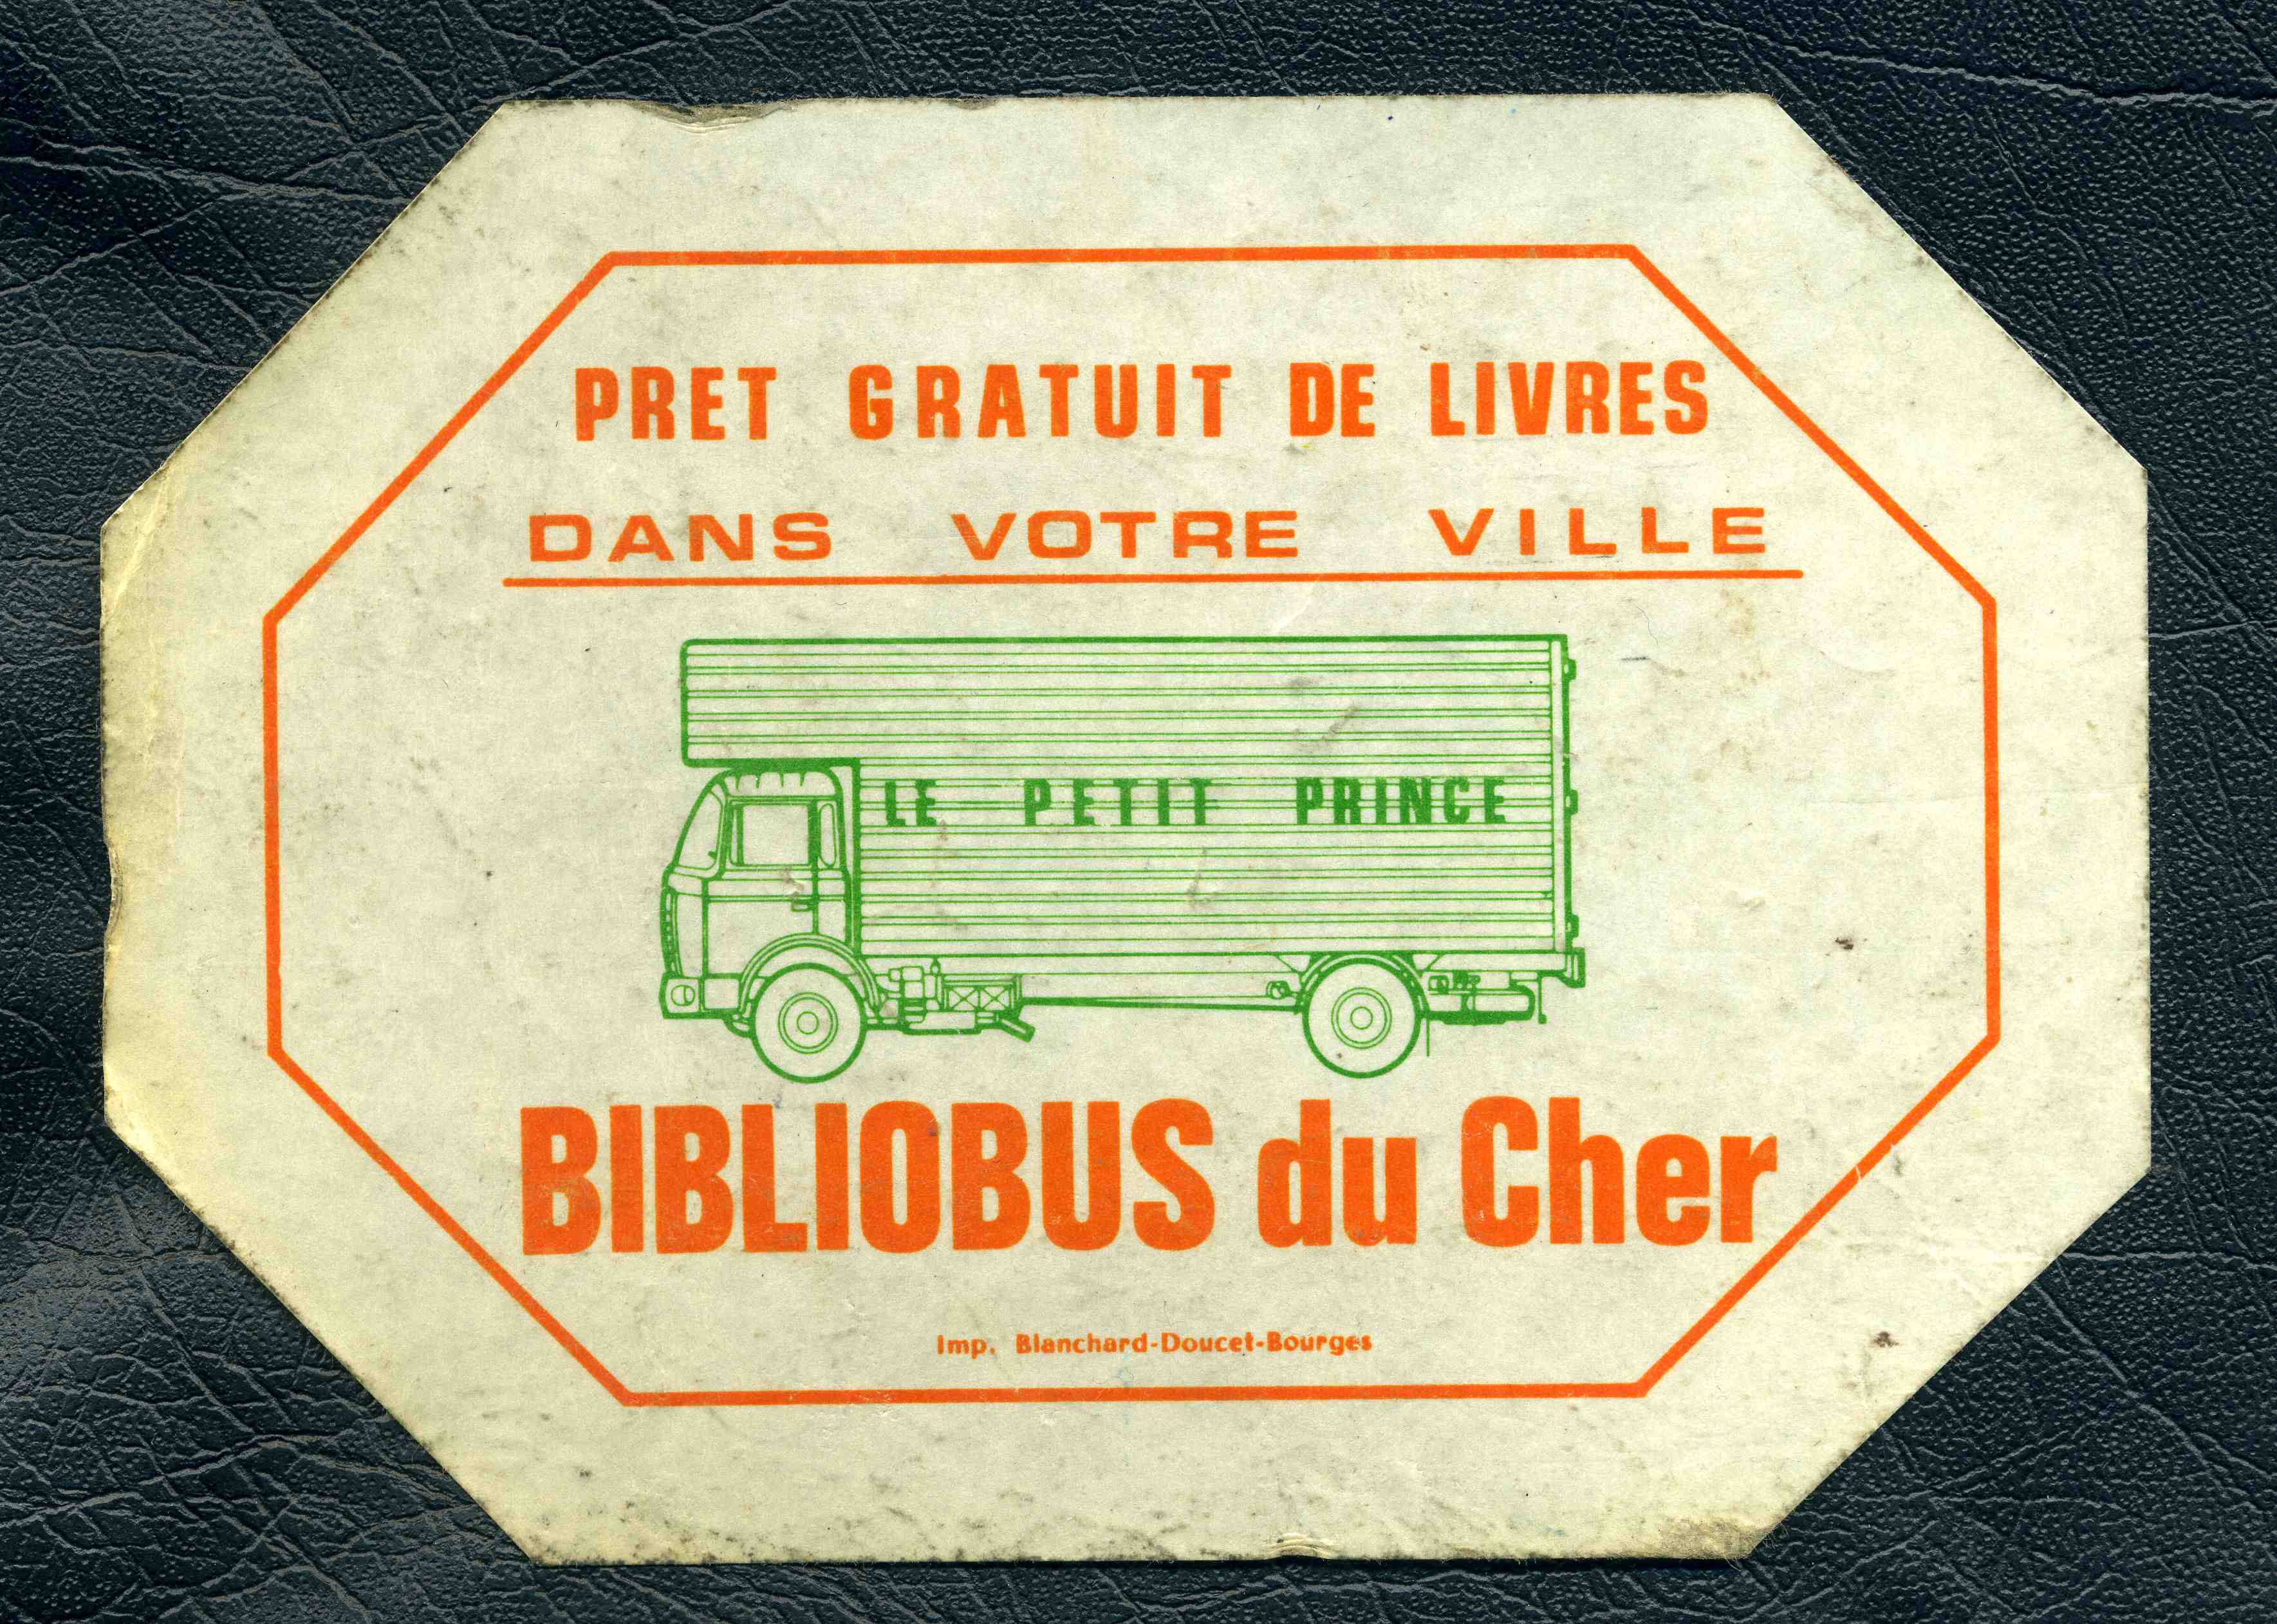 PRET GRATUIT DE LIVRES
DANS VOTRE VILLE
LE PETIT PRINCE
BIBLIOBUS du Cher
Imp. Blanchard-Doucet-Bourges